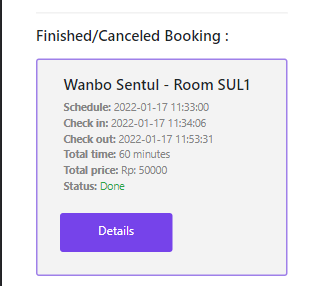 Finished/Canceled Booking :
Wanbo Sentul - Room SUL1
Schedule: 2022-01-17 11:33:00
Check in: 2022-01-17 11:34:06
Check out: 2022-01-17 11:53:31
Total time: 60 minutes
Total price: Rp: 50000
Status: Done
Details